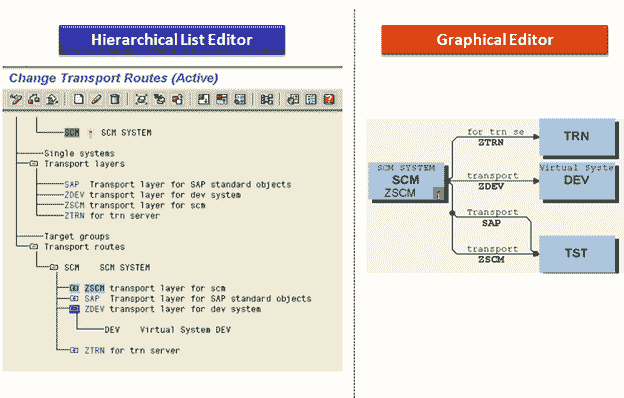 Hierarchical List Editor
Change Transport Routes (Active)
SCM SCM SYSTEM
Single systems
Transport layers
SAP Transport layer for SAP standard objects
ZDEV transport layer for dev system
ZSCM transport layer for scm
ZTRN for trn server
Target groups
Transport routes
SCM SCM SYSTEM
ZSCM transport layer for scm
SAP Transport layer for SAP standard objects
ZDEV transport layer for dev system
DEV Virtual System DEV
ZTRN for trn server
Graphical Editor
SCM SYSTEM
SCM
ZSCM
for trn se
ZTRN
TRN
transport
ZDEV
Virtual Syste
DEV
Transport
SAP
transport
ZSCM
TST